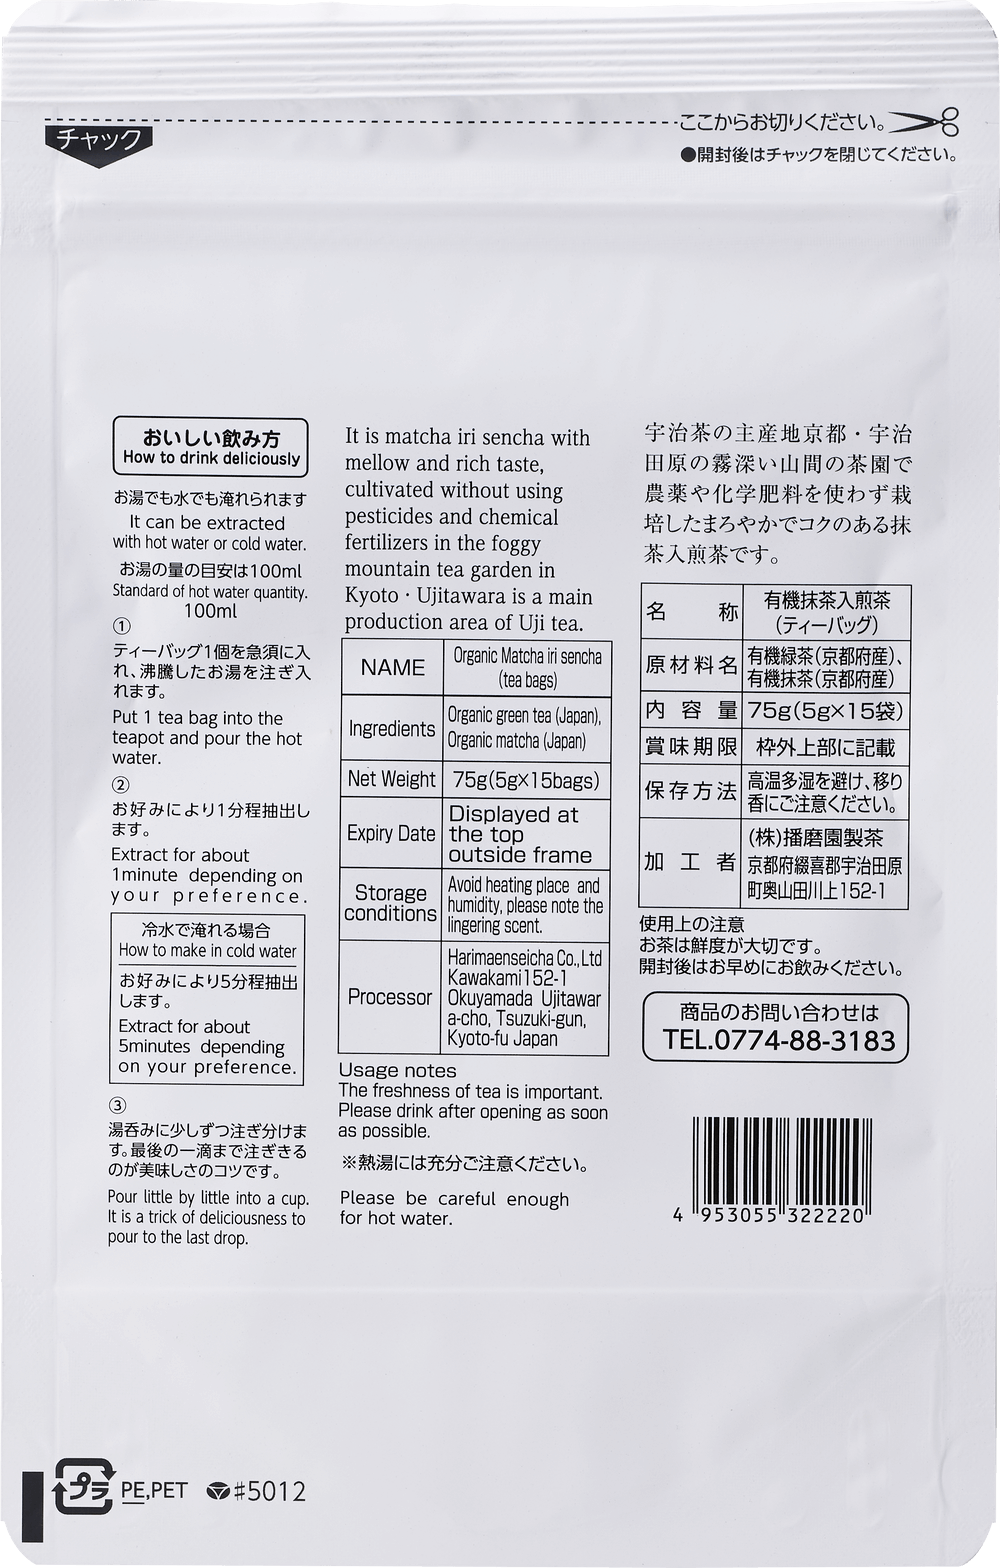 ここからお切りください。
チャック
●開封後はチャックを閉じてください。
おいしい飲み方
How to drink deliciously
お湯でも水でも淹れられます
It can be extracted
with hot water or cold water.
お湯の量の目安は100ml
Standard of hot water quantity.
100ml
①
ティーバッグ1個を急須に入
れ、沸騰したお湯を注ぎ入
れます。
Put 1 tea bag into the
teapot and pour the hot
water.
②
お好みにより1分程抽出し
ます。
Extract for about
1minute depending on
your preference.
冷水で淹れる場合
How to make in cold water
お好みにより5分程抽出
します。
Extract for about
5minutes depending
on your preference.
③
湯呑みに少しずつ注ぎ分けま
す。最後の一滴まで注ぎきる
のが美味しさのコツです。
Pour little by little into a cup.
It is a trick of deliciousness to
pour to the last drop.
It is matcha iri sencha with
mellow and rich taste,
cultivated without using
pesticides and chemical
fertilizers in the foggy
mountain tea garden in
Kyoto・Ujitawara is a main
production area of Uji tea.
NAME
Organic Matcha iri sencha
(tea bags)
Ingredients
Organic green tea (Japan),
Organic matcha (Japan)
Net Weight
75g(5g×15bags)
Expiry Date
Displayed at
the top
outside frame
Storage
conditions
Avoid heating place and
humidity, please note the
lingering scent.
Processor
Harimaenseicha Co.,Ltd
Kawakami152-1
Okuyamada Ujitawar
a-cho, Tsuzuki-gun,
Kyoto-fu Japan
Usage notes
The freshness of tea is important.
Please drink after opening as soon
as possible.
※熱湯には充分ご注意ください。
Please be careful enough
for hot water.
宇治茶の主産地京都・宇治
田原の霧深い山間の茶園で
農薬や化学肥料を使わず栽
培したまろやかでコクのある抹
茶入煎茶です。
名称
有機抹茶入煎茶
(ティーバッグ)
原材料名
有機緑茶(京都府産)、
有機抹茶(京都府産)
内容量
75g(5g×15袋)
賞味期限
枠外上部に記載
保存方法
高温多湿を避け、移り
香にご注意ください。
加工者
(株)播磨園製茶
京都府綴喜郡宇治田原
町奥山田川上152-1
使用上の注意
お茶は鮮度が大切です。
開封後はお早めにお飲みください。
商品のお問い合わせは
TEL.0774-88-3183
4 953055 322220
プラ PE,PET #5012